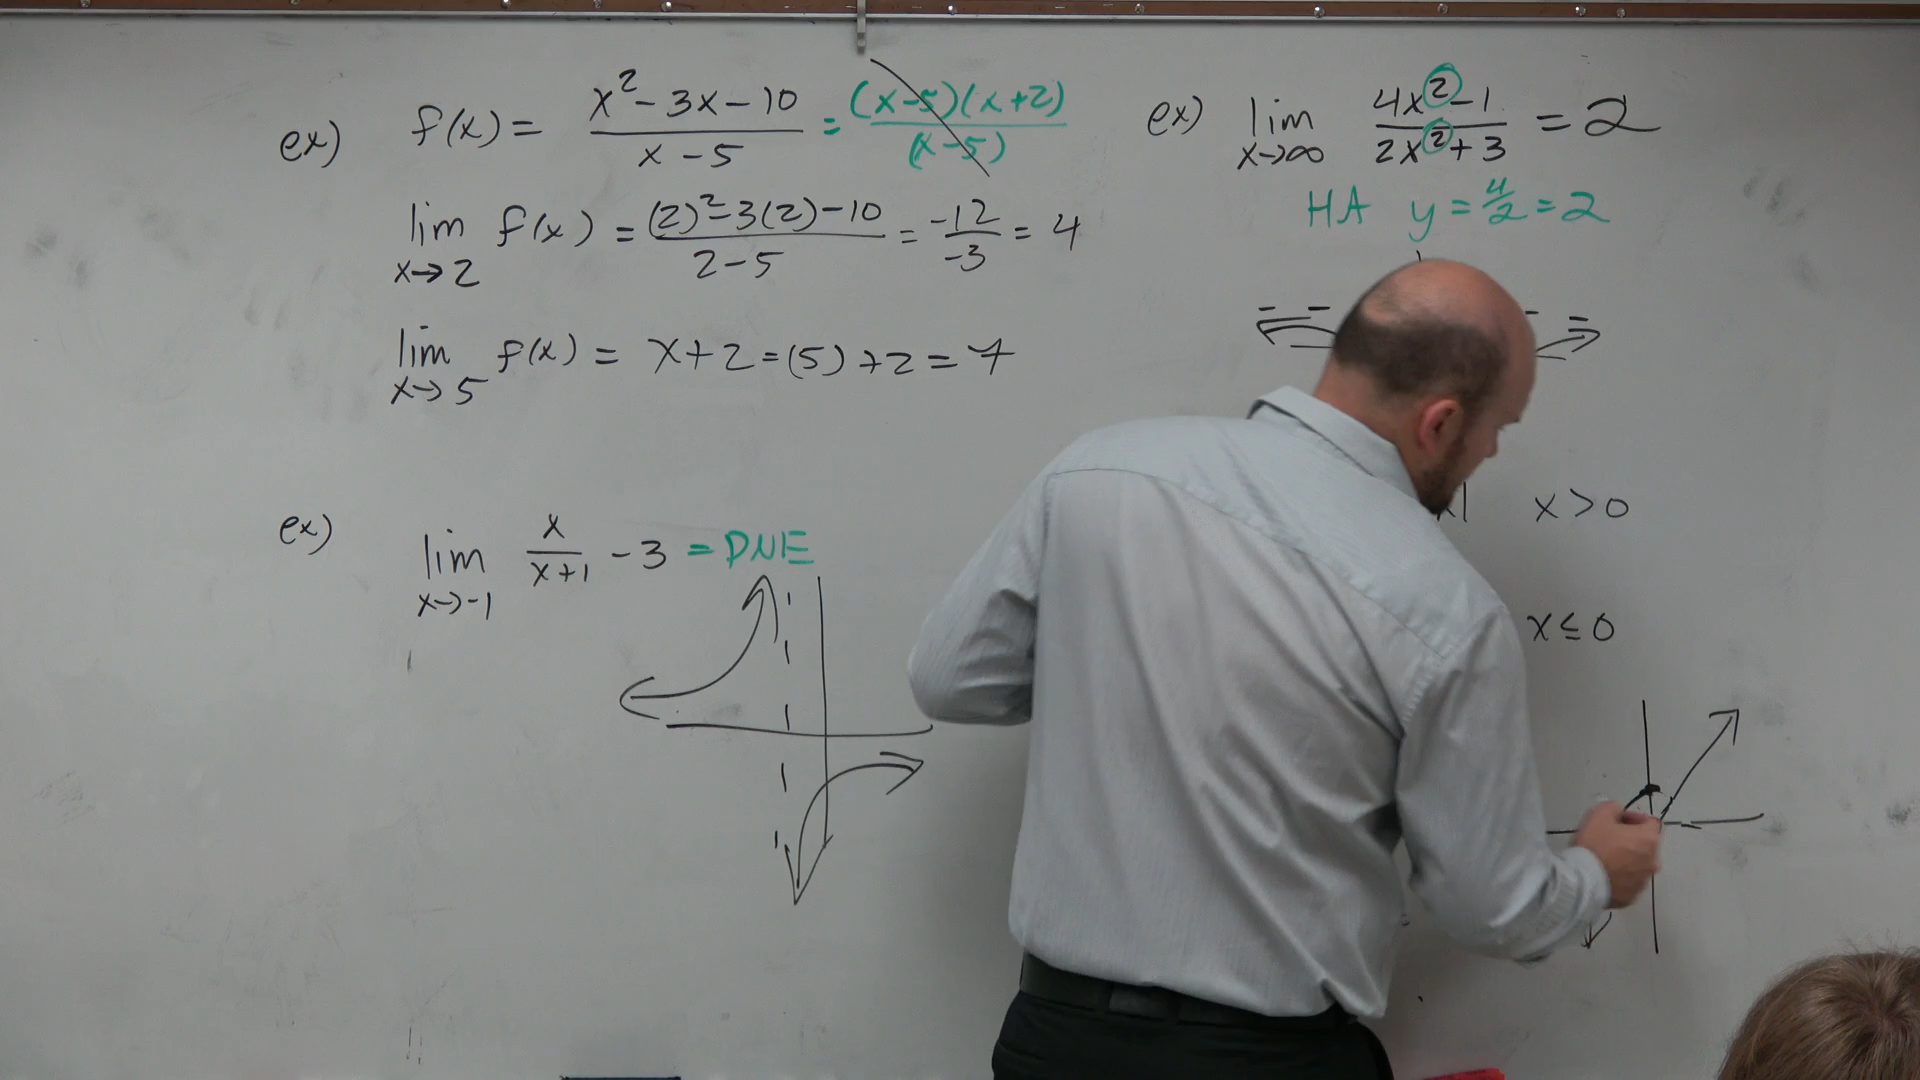 ex) f(x) = x² - 3x - 10 / x - 5 = (x-5)(x+2) / (x-5)
lim x→2 f(x) = (2)² - 3(2) - 10 / 2 - 5 = -12 / -3 = 4
lim x→5 f(x) = x + 2 = (5) + 2 = 7
ex) lim x→-1 x / x+1 - 3 = DNE
ex) lim x→∞ 4x² - 1 / 2x² + 3 = 2
HA y = 4/2 = 2
x > 0
x ≤ 0